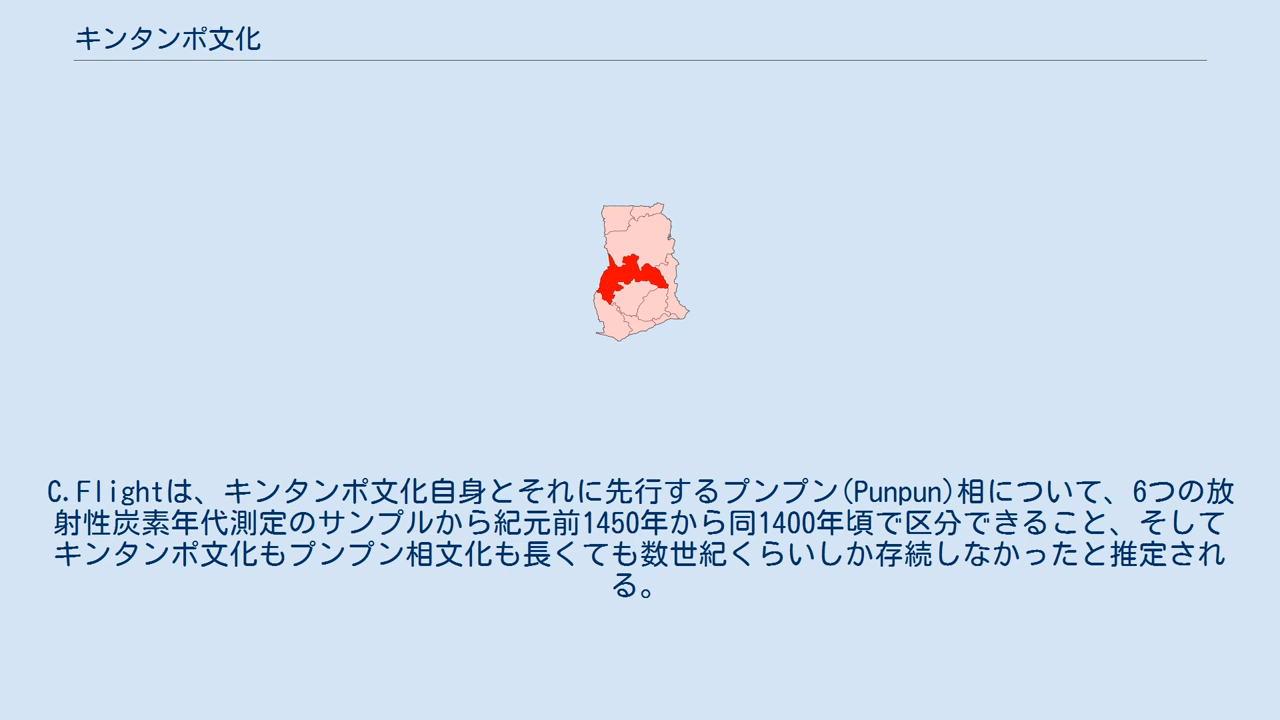 キンタンポ文化
C.Flightは、キンタンポ文化自身とそれに先行するプンプン(Punpun)相について、6つの放
射性炭素年代測定のサンプルから紀元前1450年から同1400年頃で区分できること、そして
キンタンポ文化もプンプン相文化も長くても数世紀くらいしか存続しなかったと推定され
る。